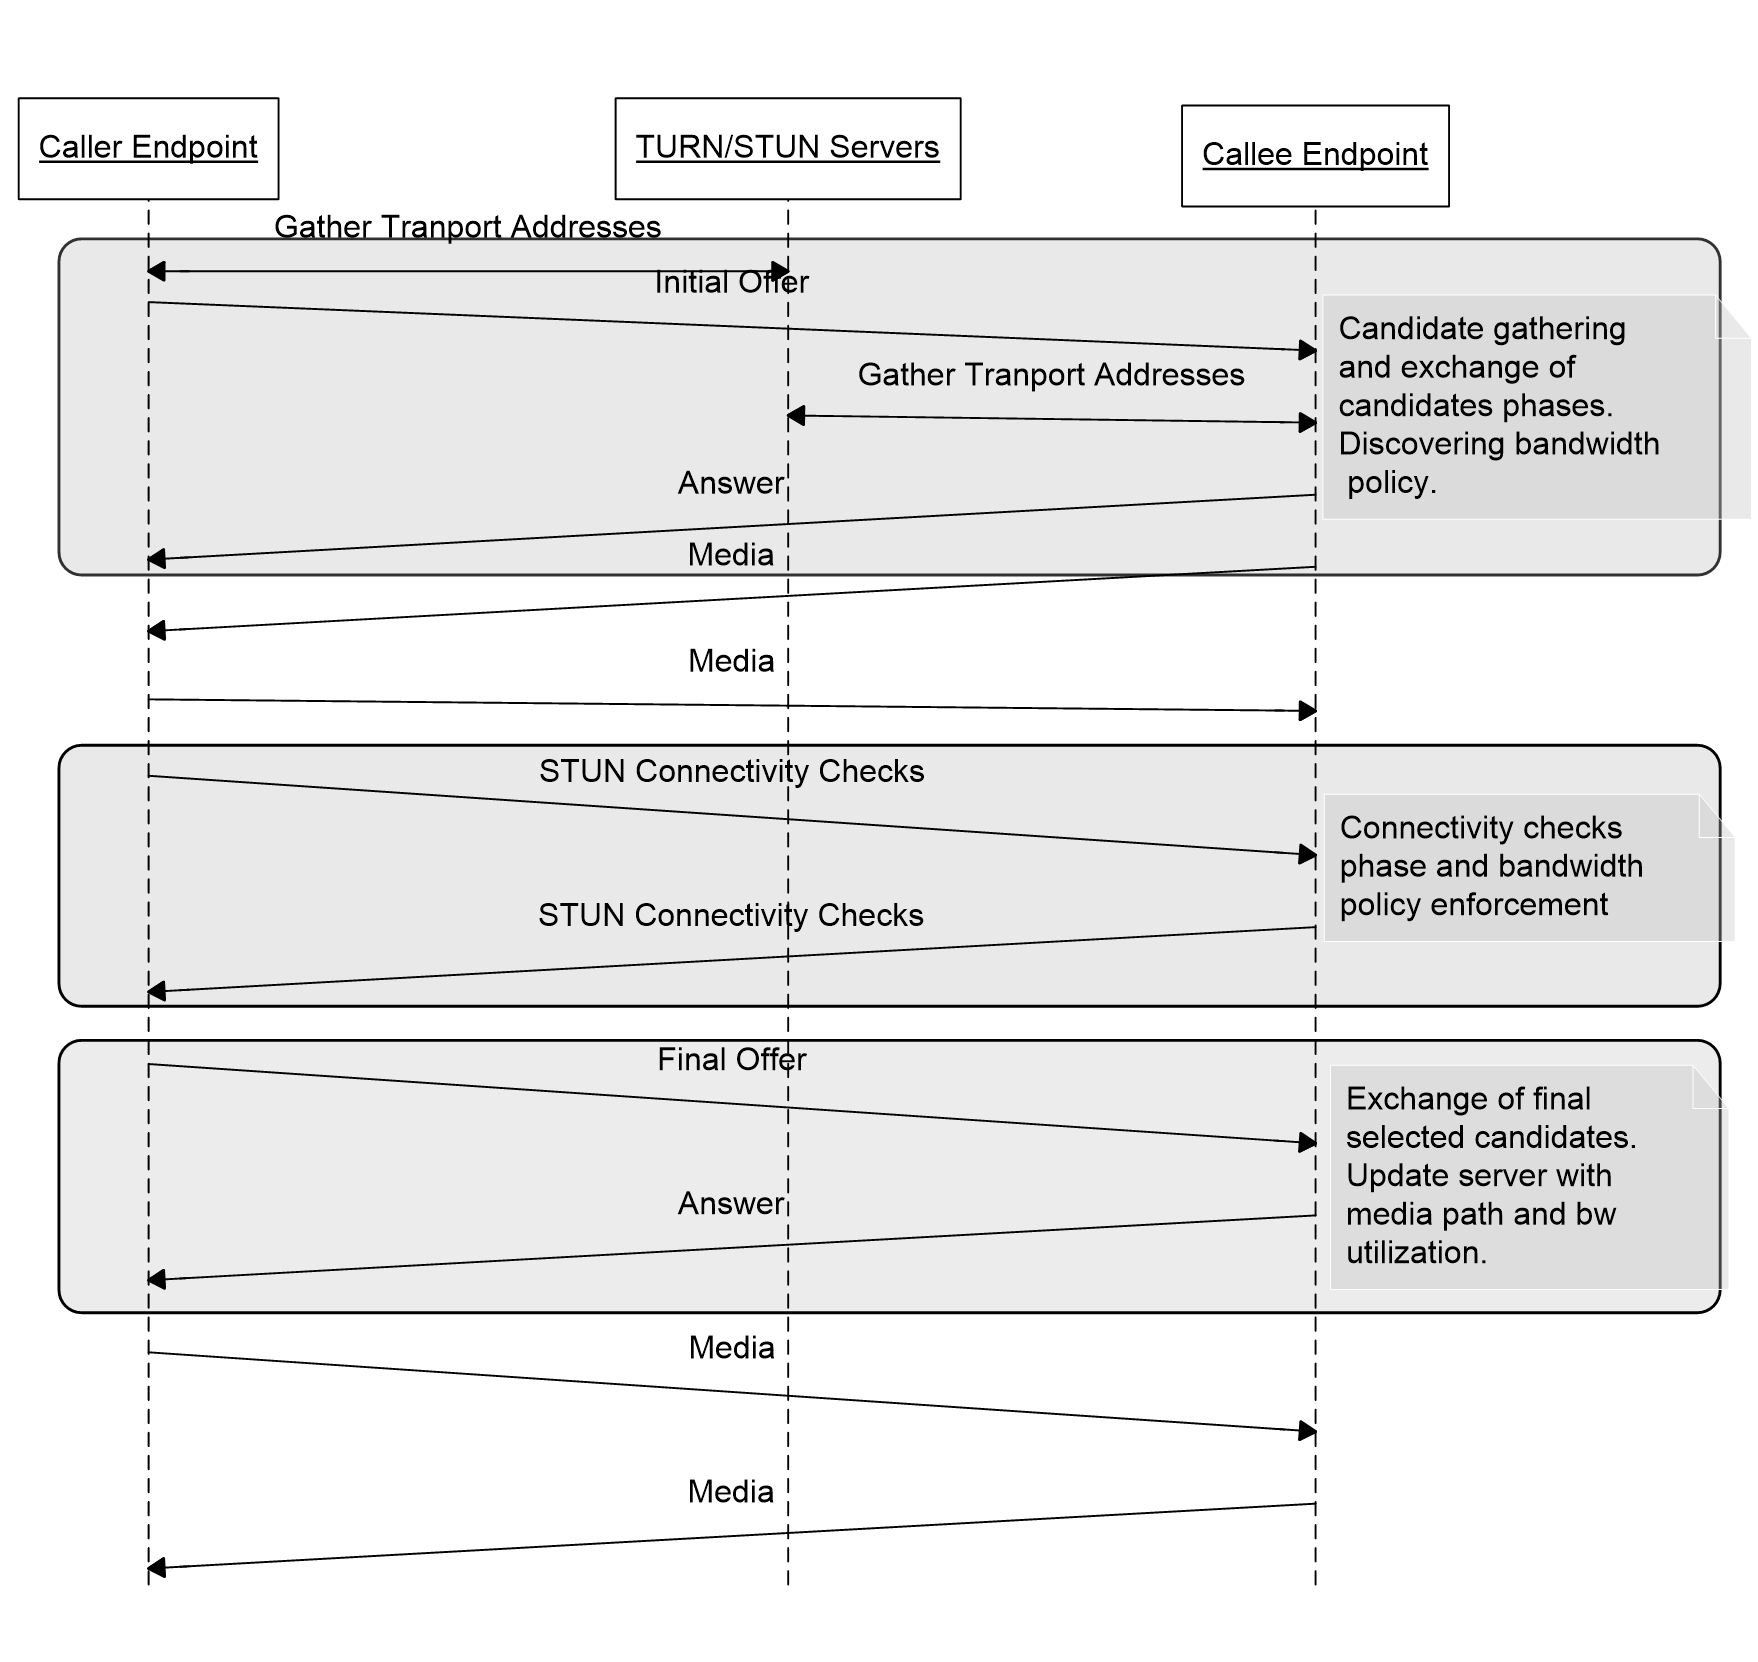 Caller Endpoint
TURN/STUN Servers
Callee Endpoint
Gather Tranport Addresses
Initial Offer
Candidate gathering
and exchange of
candidates phases.
Discovering bandwidth
policy.
Gather Tranport Addresses
Answer
Media
Media
STUN Connectivity Checks
Connectivity checks
phase and bandwidth
policy enforcement
STUN Connectivity Checks
Final Offer
Exchange of final
selected candidates.
Update server with
media path and bw
utilization.
Answer
Media
Media